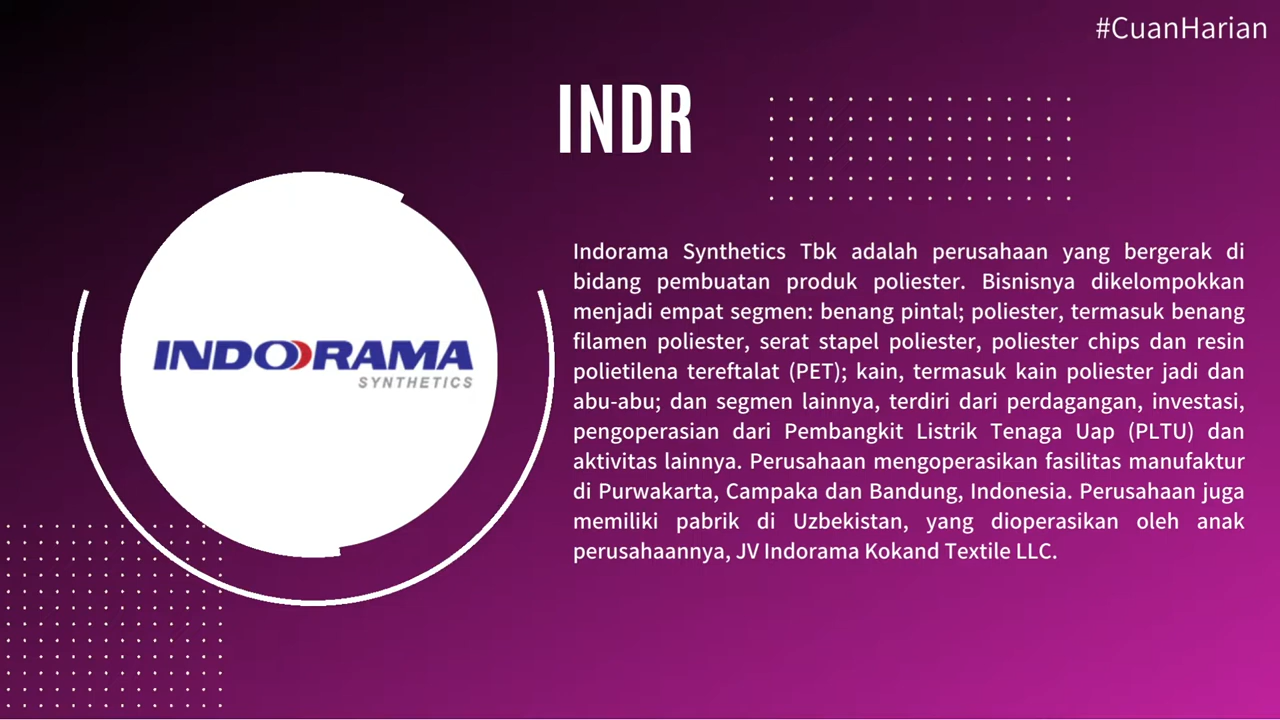 #CuanHarian
INDR
INDORAMA
SYNTHETICS
Indorama Synthetics Tbk adalah perusahaan yang bergerak di
bidang pembuatan produk poliester. Bisnisnya dikelompokkan
menjadi empat segmen: benang pintal; poliester, termasuk benang
filamen poliester, serat stapel poliester, poliester chips dan resin
polietilena tereftalat (PET); kain, termasuk kain poliester jadi dan
abu-abu; dan segmen lainnya, terdiri dari perdagangan, investasi,
pengoperasian dari Pembangkit Listrik Tenaga Uap (PLTU) dan
aktivitas lainnya. Perusahaan mengoperasikan fasilitas manufaktur
di Purwakarta, Campaka dan Bandung, Indonesia. Perusahaan juga
memiliki pabrik di Uzbekistan, yang dioperasikan oleh anak
perusahaannya, JV Indorama Kokand Textile LLC.